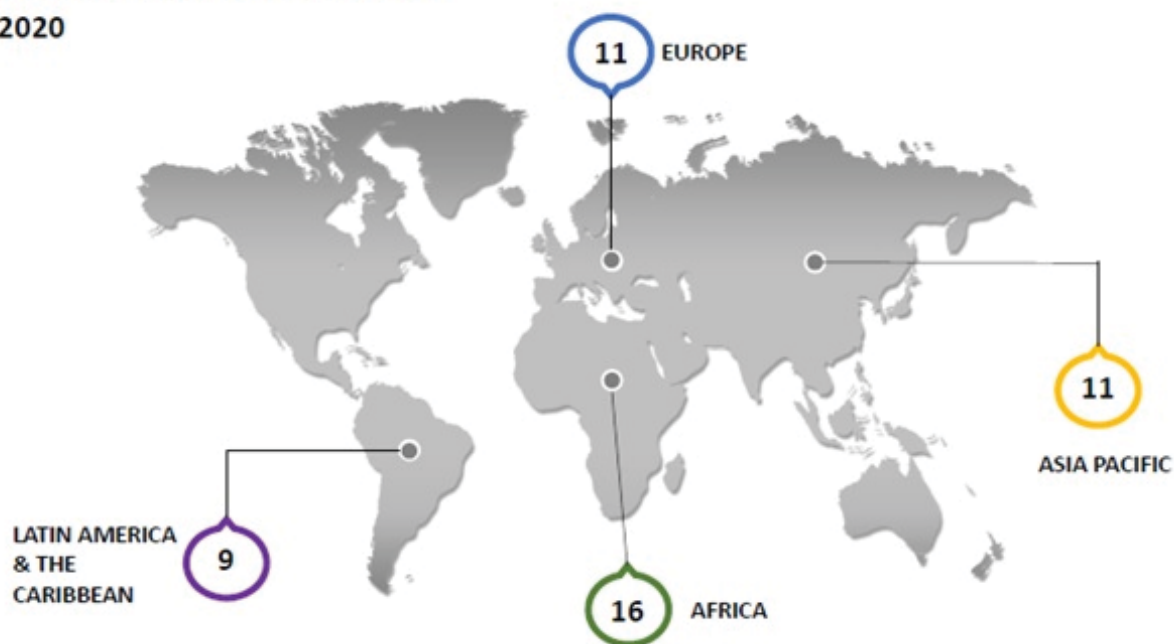 2020
11 EUROPE
11
ASIA PACIFIC
LATIN AMERICA
& THE
CARIBBEAN
9
16 AFRICA